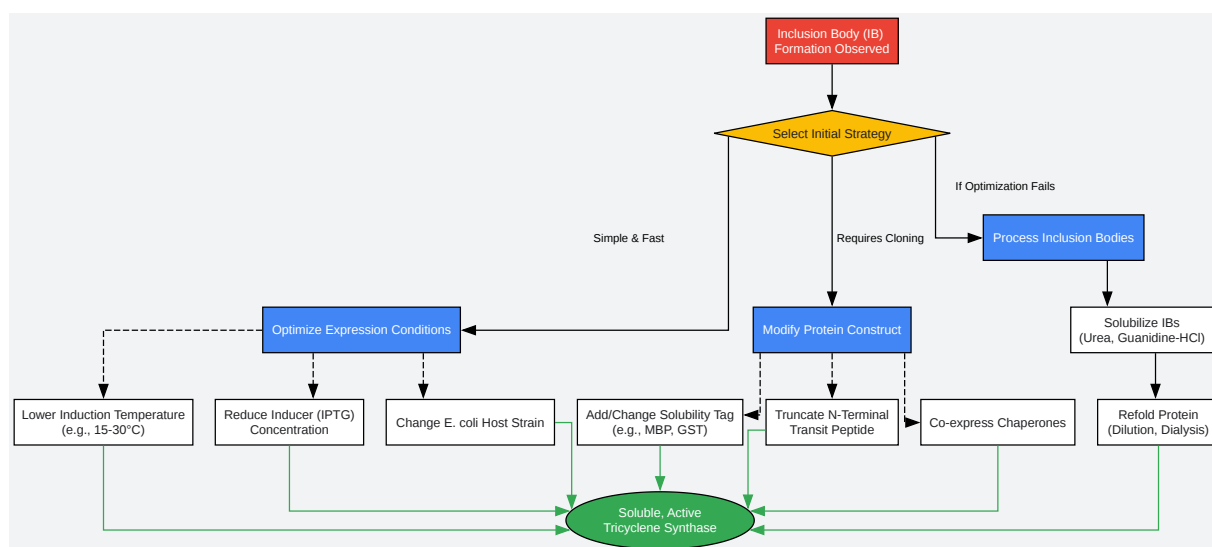 Inclusion Body (IB)
Formation Observed
Select Initial Strategy
If Optimization Fails
Simple & Fast
Requires Cloning
Process Inclusion Bodies
Optimize Expression Conditions
Modify Protein Construct
Solubilize IBs
(Urea, Guanidine-HCl)
Lower Induction Temperature
(e.g., 15-30°C)
Reduce Inducer (IPTG)
Concentration
Change E. coli Host Strain
Add/Change Solubility Tag
(e.g., MBP, GST)
Truncate N-Terminal
Transit Peptide
Co-express Chaperones
Refold Protein
(Dilution, Dialysis)
Soluble, Active
Tricyclene Synthase